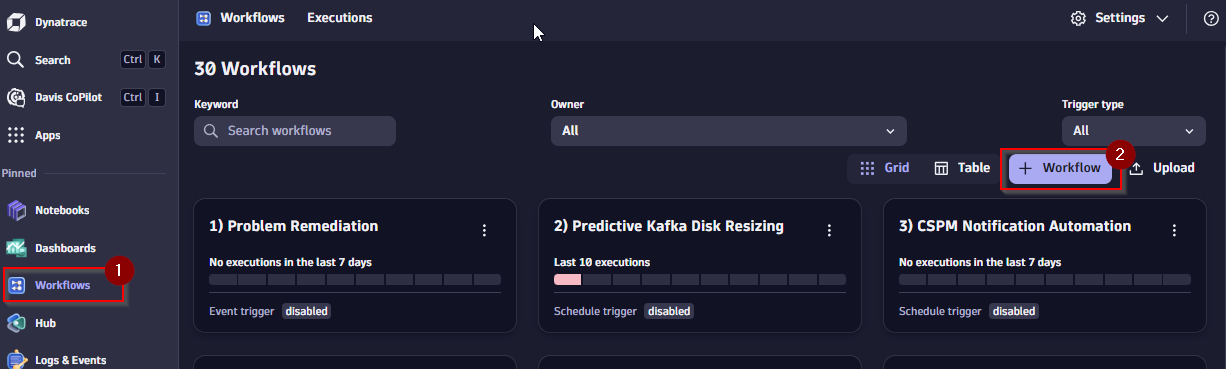 Dynatrace
Search Ctrl K
Davis CoPilot Ctrl I
Apps
Pinned
Notebooks
Dashboards
Workflows
1
Hub
Logs & Events
Workflows Executions Settings
30 Workflows
Keyword Owner Trigger type
Search workflows All All
Grid Table Workflow 2 Upload
1) Problem Remediation
No executions in the last 7 days
Event trigger disabled
2) Predictive Kafka Disk Resizing
Last 10 executions
Schedule trigger disabled
3) CSPM Notification Automation
No executions in the last 7 days
Schedule trigger disabled